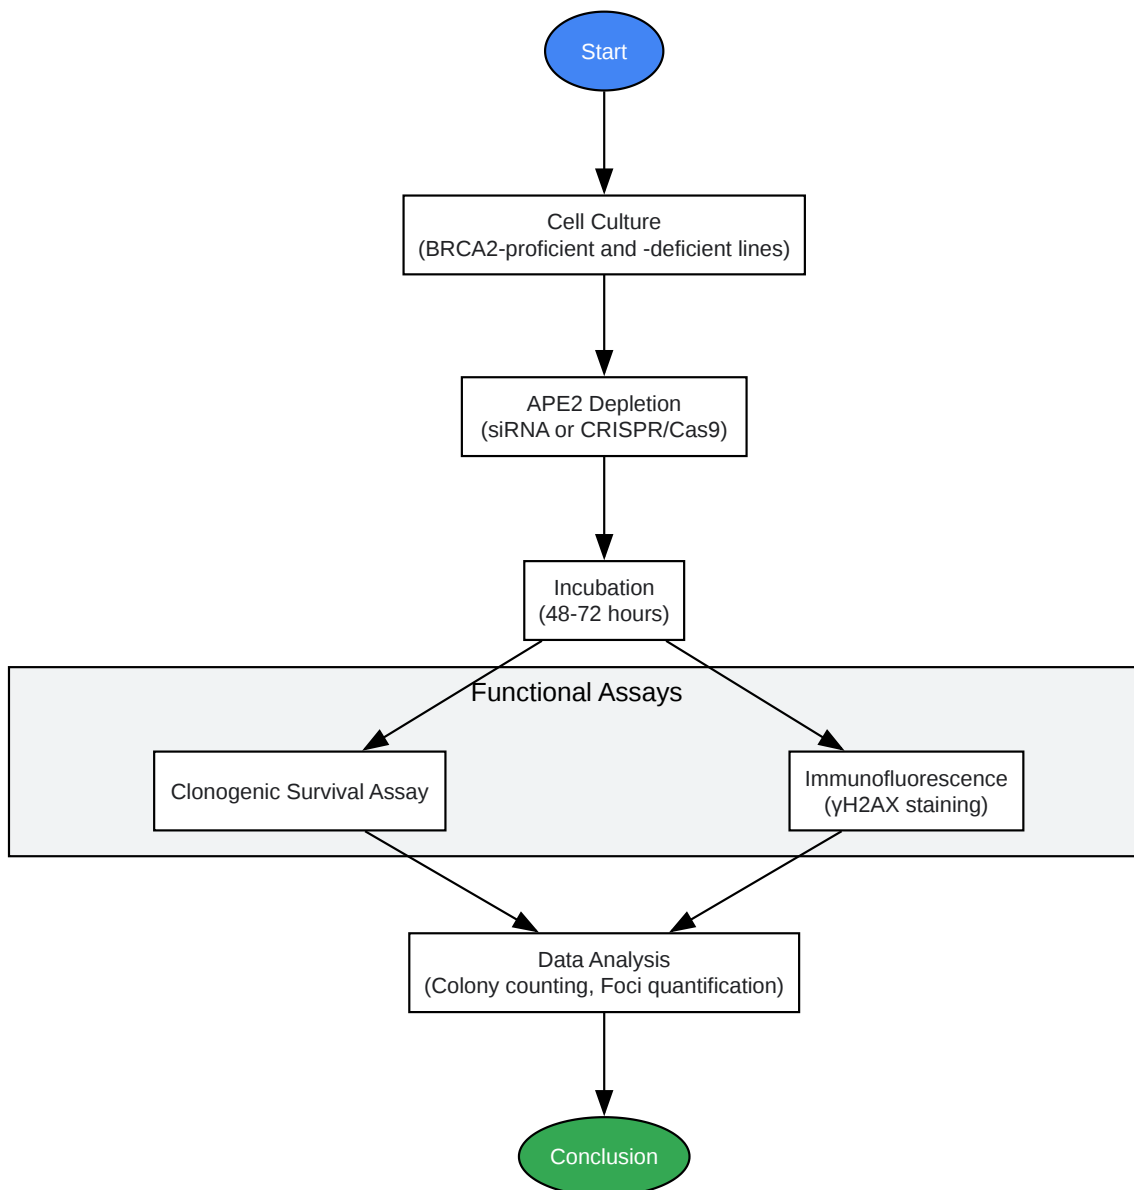 Start
Cell Culture
(BRCA2-proficient and -deficient lines)
APE2 Depletion
(siRNA or CRISPR/Cas9)
Incubation
(48-72 hours)
Functional Assays
Clonogenic Survival Assay
Immunofluorescence
(γH2AX staining)
Data Analysis
(Colony counting, Foci quantification)
Conclusion